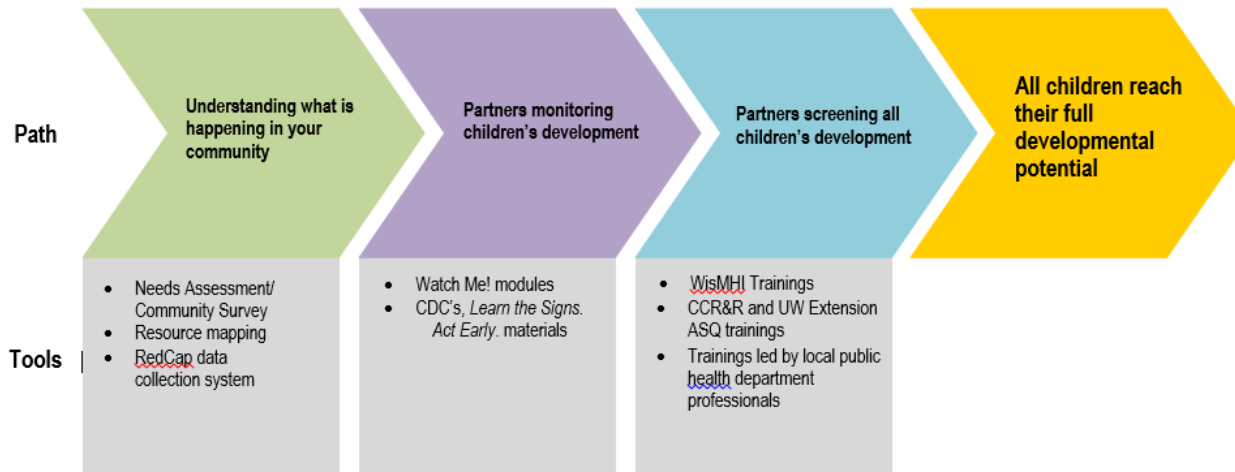 Path
Understanding what is
happening in your
community
Partners monitoring
children’s development
Partners screening all
children’s development
All children reach
their full
developmental
potential
Tools
• Needs Assessment/
Community Survey
• Resource mapping
• RedCap data
collection system
• Watch Me! modules
• CDC’s, Learn the Signs.
Act Early. materials
• WisMHI Trainings
• CCR&R and UW Extension
ASQ trainings
• Trainings led by local public
health department
professionals